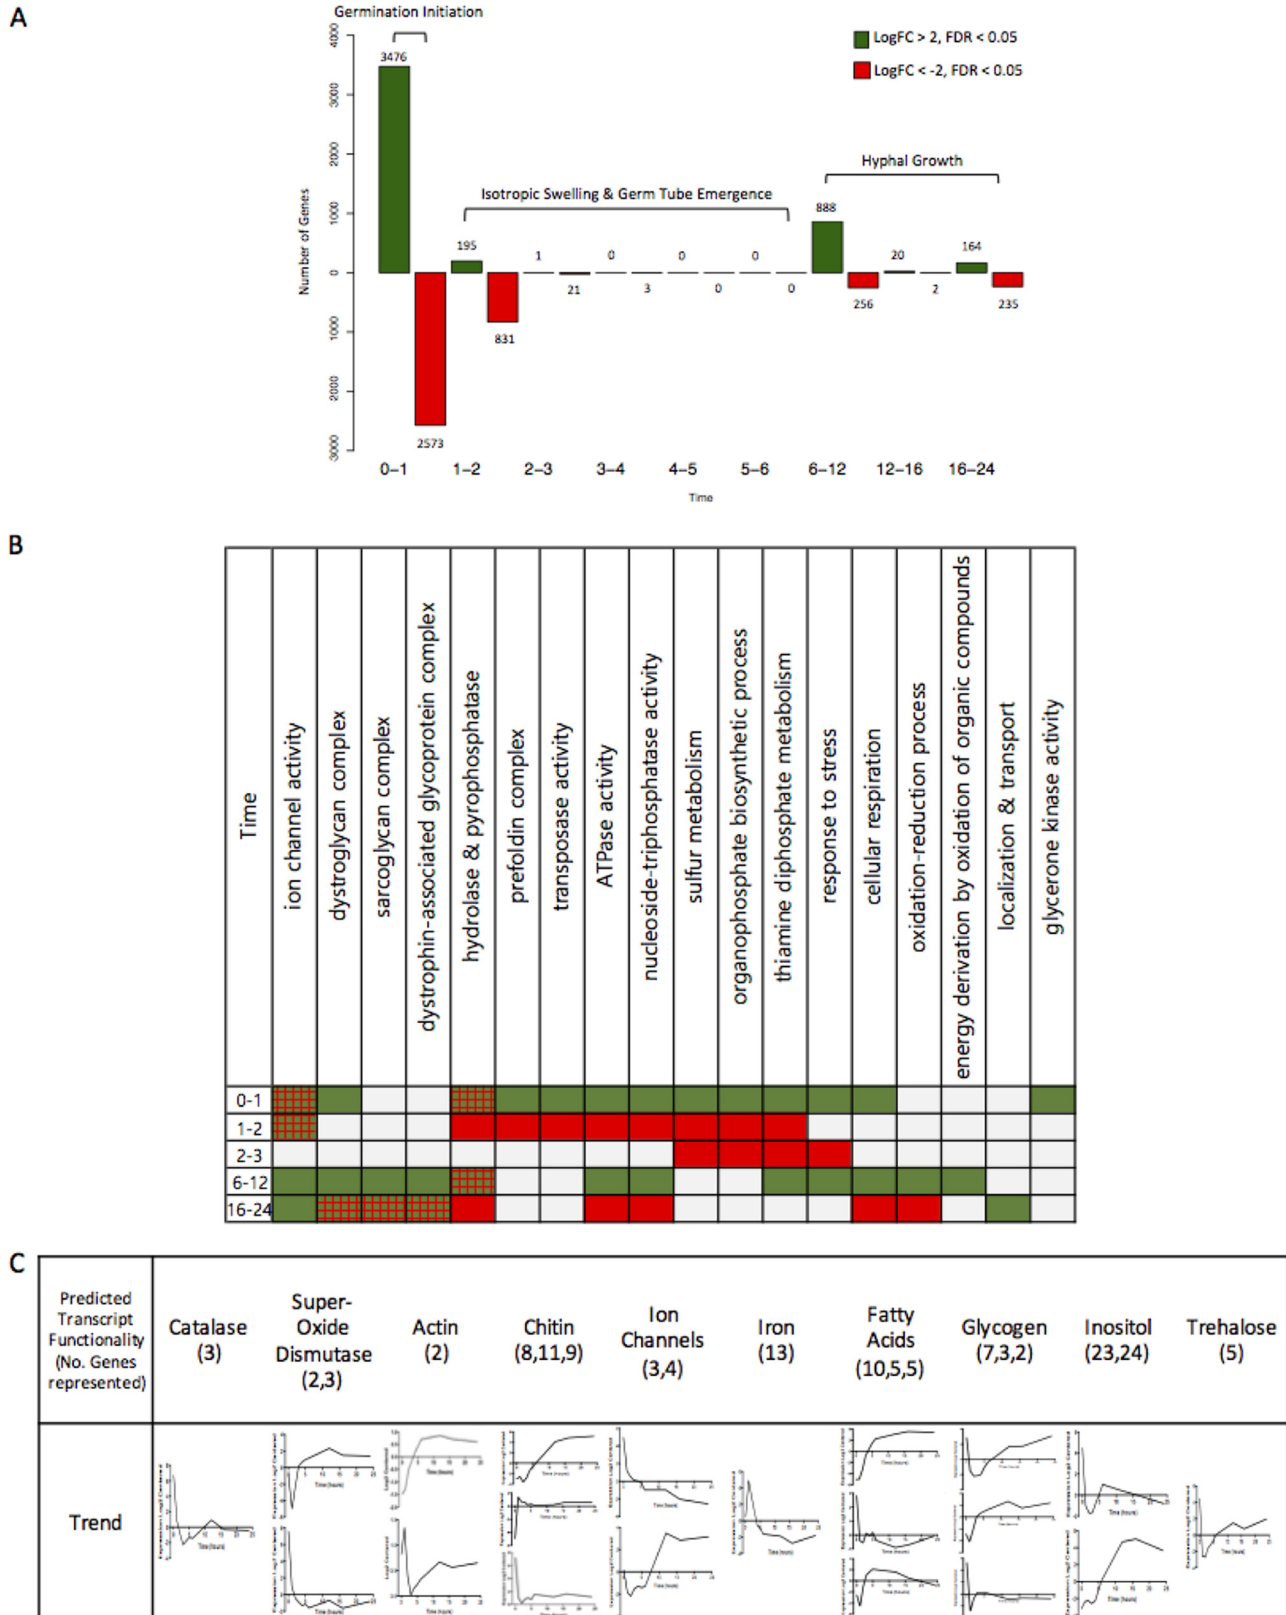 A
Germination Initiation
LogFC > 2, FDR < 0.05
LogFC < -2, FDR < 0.05
Hyphal Growth
Isotropic Swelling & Germ Tube Emergence
Number of Genes
4000
3000
2000
1000
0
1000
2000
3000
3476
2573
195
831
1
21
0
3
0
0
0
0
888
256
20
2
164
235
0–1 1–2 2–3 3–4 4–5 5–6 6–12 12–16 16–24
Time
B
Time
ion channel activity
dystroglycan complex
sarcoglycan complex
dystrophin-associated glycoprotein complex
hydrolase & pyrophosphatase
prefoldin complex
transposase activity
ATPase activity
nucleoside-triphosphatase activity
sulfur metabolism
organophosphate biosynthetic process
thiamine diphosphate metabolism
response to stress
cellular respiration
oxidation-reduction process
energy derivation by oxidation of organic compounds
localization & transport
glycerone kinase activity
0-1
1-2
2-3
6-12
16-24
C
Predicted
Transcript
Functionality
(No. Genes
represented)
Catalase
(3)
Super-
Oxide
Dismutase
(2,3)
Actin
(2)
Chitin
(8,11,9)
Ion
Channels
(3,4)
Iron
(13)
Fatty
Acids
(10,5,5)
Glycogen
(7,3,2)
Inositol
(23,24)
Trehalose
(5)
Trend